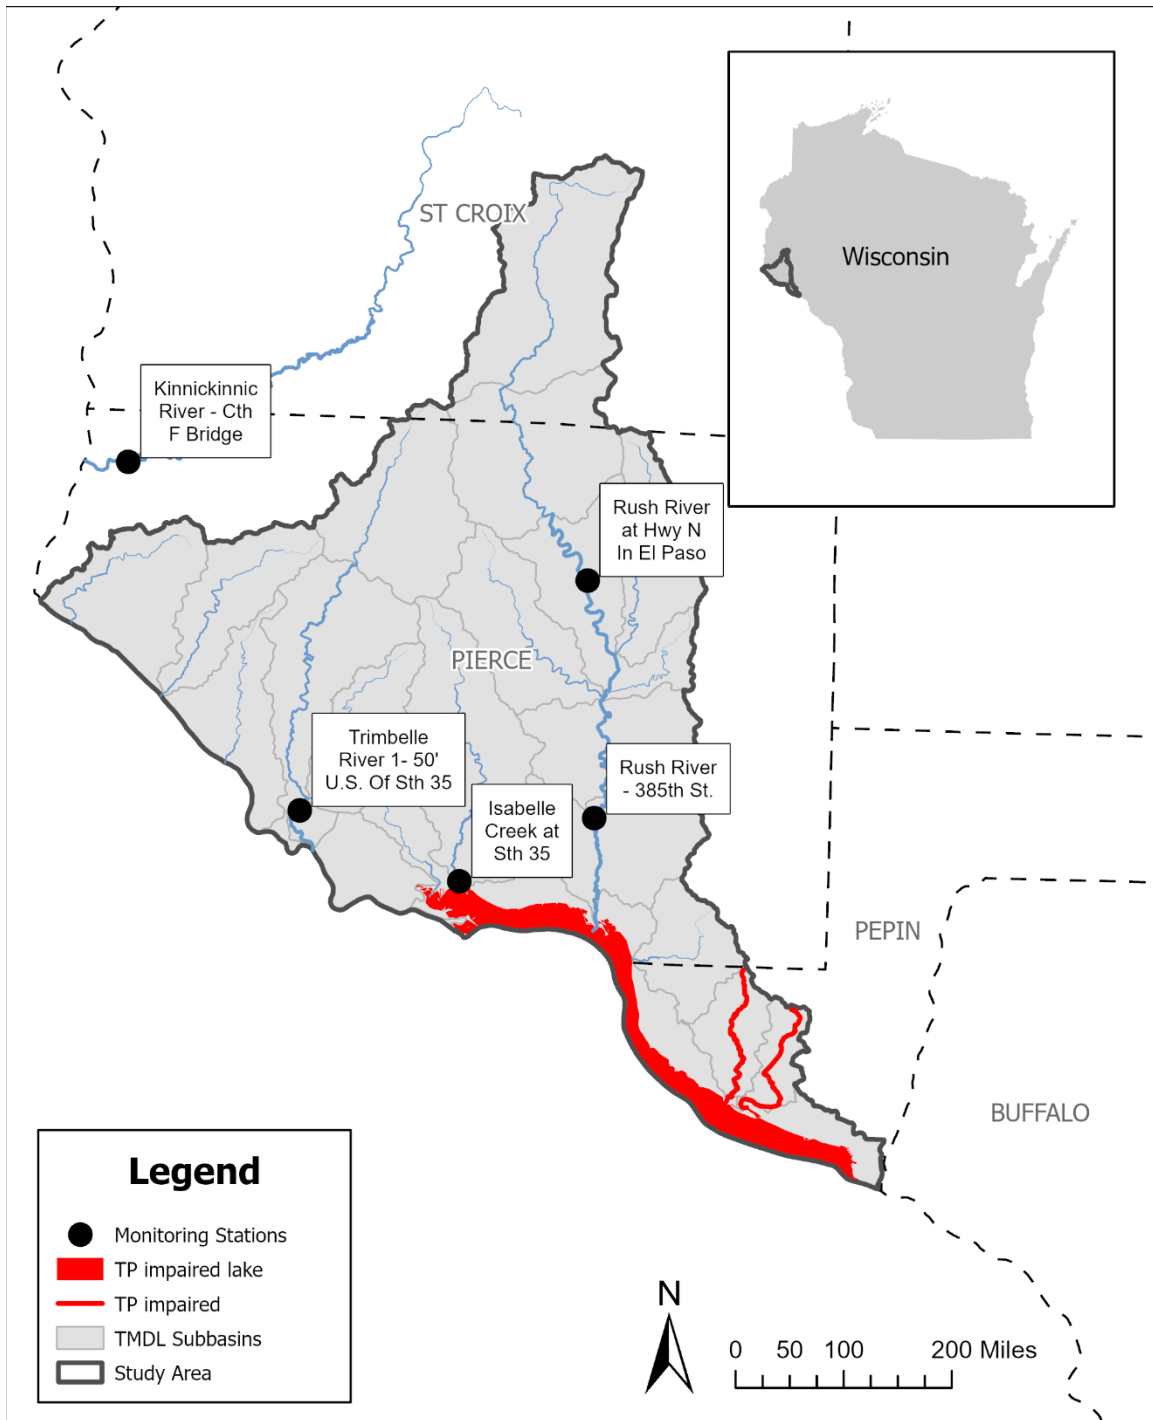 ST CROIX
Wisconsin
Kinnickinnic
River - Cth
F Bridge
Rush River
at Hwy N
In El Paso
PIERCE
Trimbelle
River 1- 50'
U.S. Of Sth 35
Rush River
- 385th St.
Isabelle
Creek at
Sth 35
PEPIN
BUFFALO
Legend
Monitoring Stations
TP impaired lake
TP impaired
TMDL Subbasins
Study Area
N
0 50 100 200 Miles